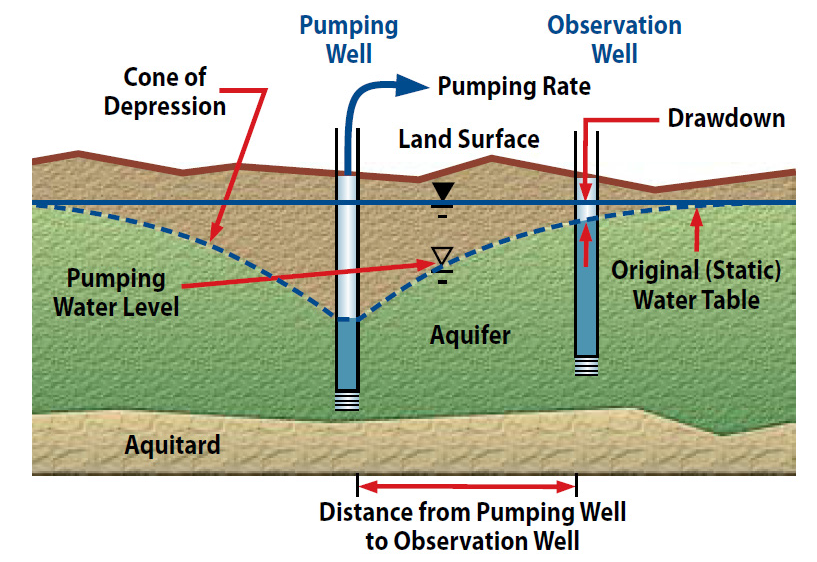 Pumping
Well
Observation
Well
Cone of
Depression
Pumping Rate
Drawdown
Land Surface
Pumping
Water Level
Original (Static)
Water Table
Aquifer
Aquitard
Distance from Pumping Well
to Observation Well